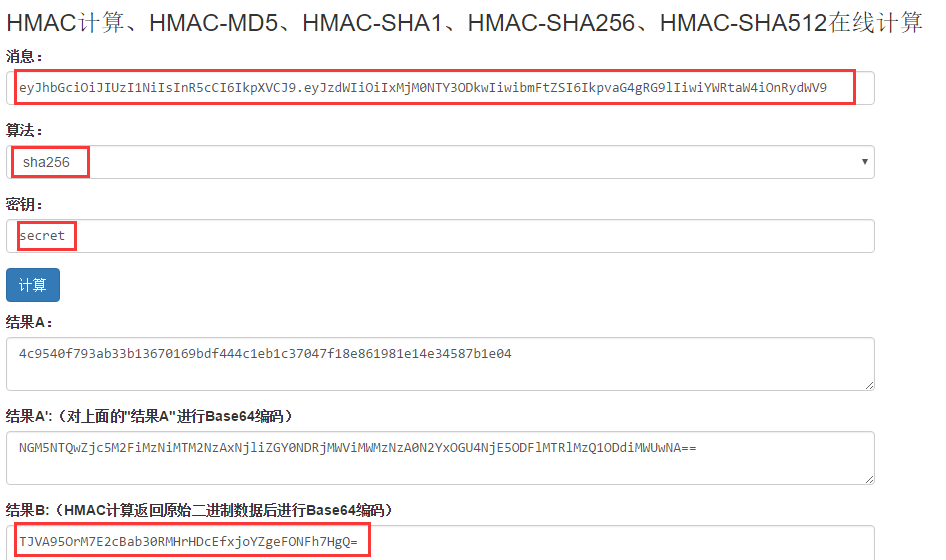 HMAC计算、HMAC-MD5、HMAC-SHA1、HMAC-SHA256、HMAC-SHA512在线计算
消息：
eyJhbGciOiJIUzI1NiIsInR5cCI6IkpXVCJ9.eyJzdWIiOiIxMjM0NTY3ODkwIiwibmFtZSI6IkpvaG4gRG9lIiwiYWRtaW4iOnRydWV9
算法：
sha256
密钥：
secret
计算
结果A：
4c9540f793ab33b13670169bdf444c1eb1c37047f18e861981e14e34587b1e04
结果A':（对上面的"结果A"进行Base64编码）
NGM5NTQwZjc5M2FiMzNiMTM2NzAxNjliZGY0NDRjMWViMWMzNzA0N2YxOGU4NjE5ODFlMTRlMzQ1ODdiMWUwNA==
结果B:（HMAC计算返回原始二进制数据后进行Base64编码）
TJVA95OrM7E2cBab30RMHrHDcEfxjoYZgeFONFh7HgQ=